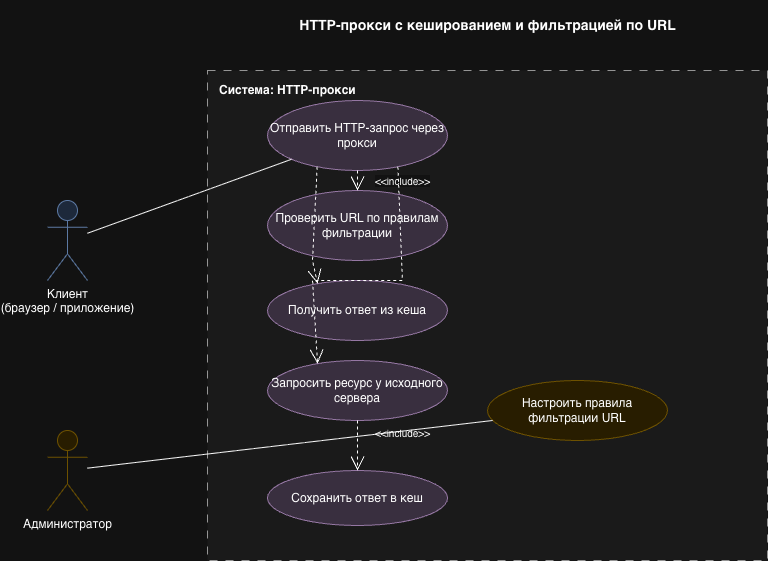 HTTP-прокси с кешированием и фильтрацией по URL
Система: HTTP-прокси
Отправить HTTP-запрос через
прокси
<<include>>
Проверить URL по правилам
фильтрации
Клиент
(браузер / приложение)
Получить ответ из кеша
Запросить ресурс у исходного
сервера
Настроить правила
фильтрации URL
<<include>>
Сохранить ответ в кеш
Администратор